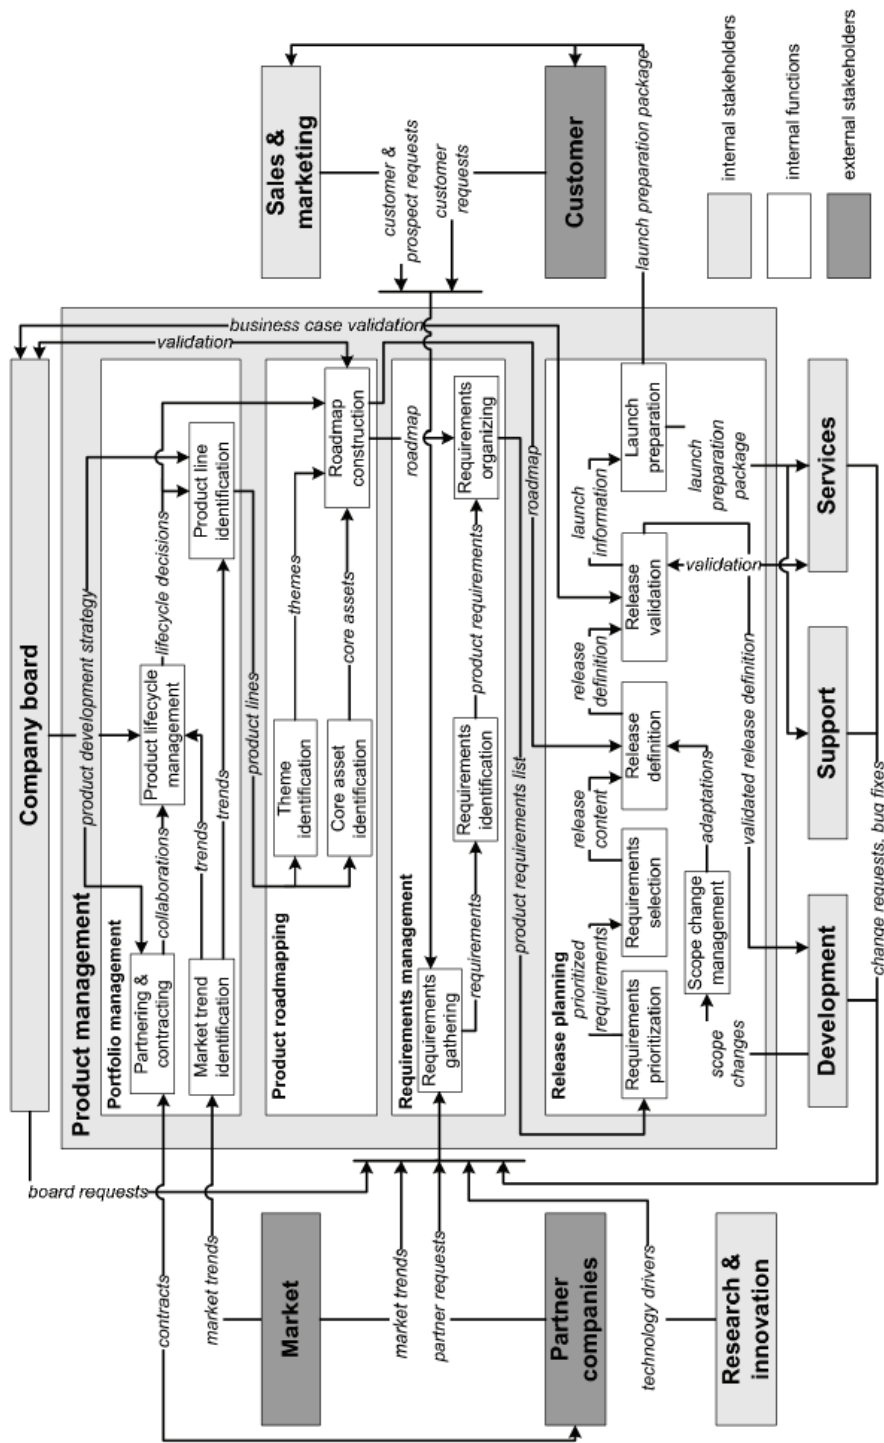 Company board
board requests
contracts
market trends
Market
market trends
partner requests
Partner
companies
technology drivers
Research &
innovation
Product management
product development strategy
business case validation
validation
Portfolio management
Partnering &
contracting
collaborations
Product lifecycle
management
lifecycle decisions
Market trend
identification
trends
trends
Product line
identification
product lines
Product roadmapping
Theme
identification
themes
Core asset
identification
core assets
Roadmap
construction
roadmap
roadmap
Requirements management
Requirements
gathering
requirements
Requirements
identification
product requirements
Requirements
organizing
product requirements list
Release planning
Requirements
prioritization
prioritized
requirements
Requirements
selection
release
content
Release
definition
release
definition
Release
validation
launch
information
Launch
preparation
launch
preparation
package
scope
changes
Scope change
management
adaptations
validated release definition
validation
Sales &
marketing
customer &
prospect requests
customer
requests
Customer
launch preparation package
Development
Support
Services
change requests, bug fixes
internal stakeholders
internal functions
external stakeholders